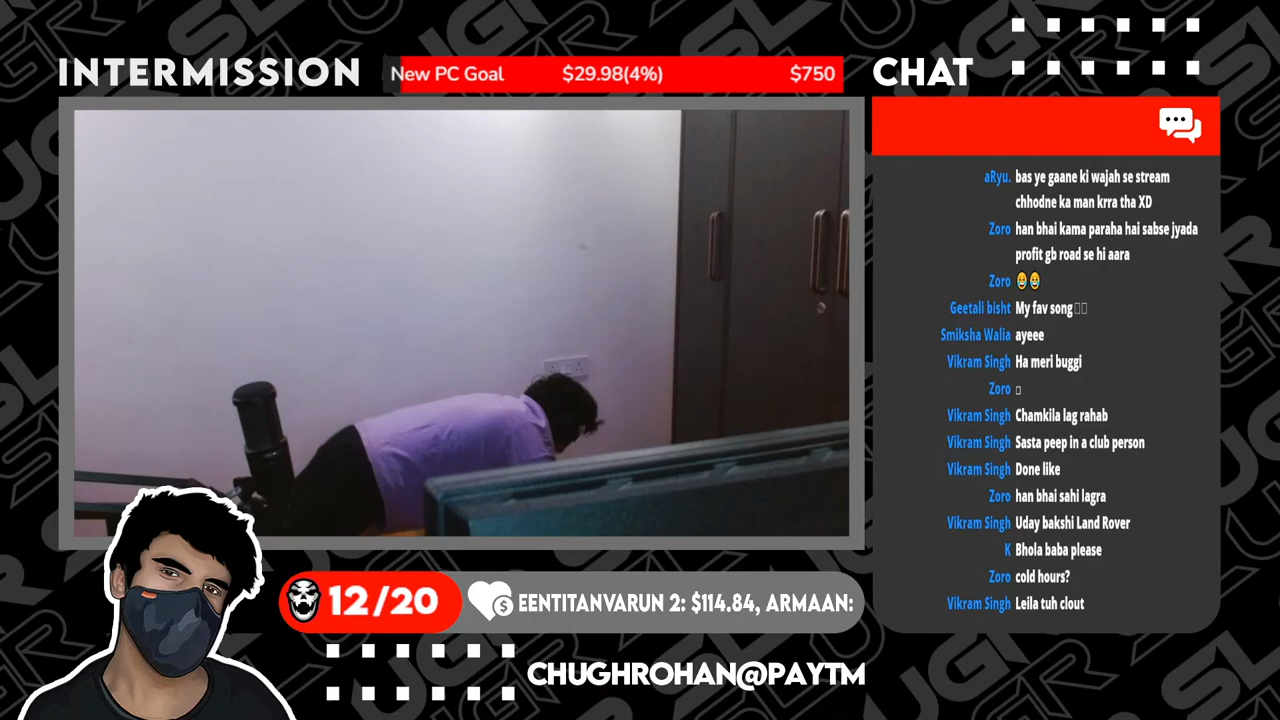 INTERMISSION
New PC Goal $29.98(4%) $750
CHAT
aRyu. bas ye gaane ki wajah se stream
chhodne ka man krra tha XD
Zoro han bhai kama paraha hai sabse jyada
profit gb road se hi aara
Zoro 😂😂
Geetali bisht My fav song
Smiksha Walia ayeee
Vikram Singh Ha meri buggi
Zoro
Vikram Singh Chamkila lag rahab
Vikram Singh Sasta peep in a club person
Vikram Singh Done like
Zoro han bhai sahi lagra
Vikram Singh Uday bakshi Land Rover
K Bhola baba please
Zoro cold hours?
Vikram Singh Leila tuh clout
12/20
EENTITANVARUN 2: $114.84, ARMAAN:
CHUGHROHAN@PAYTM